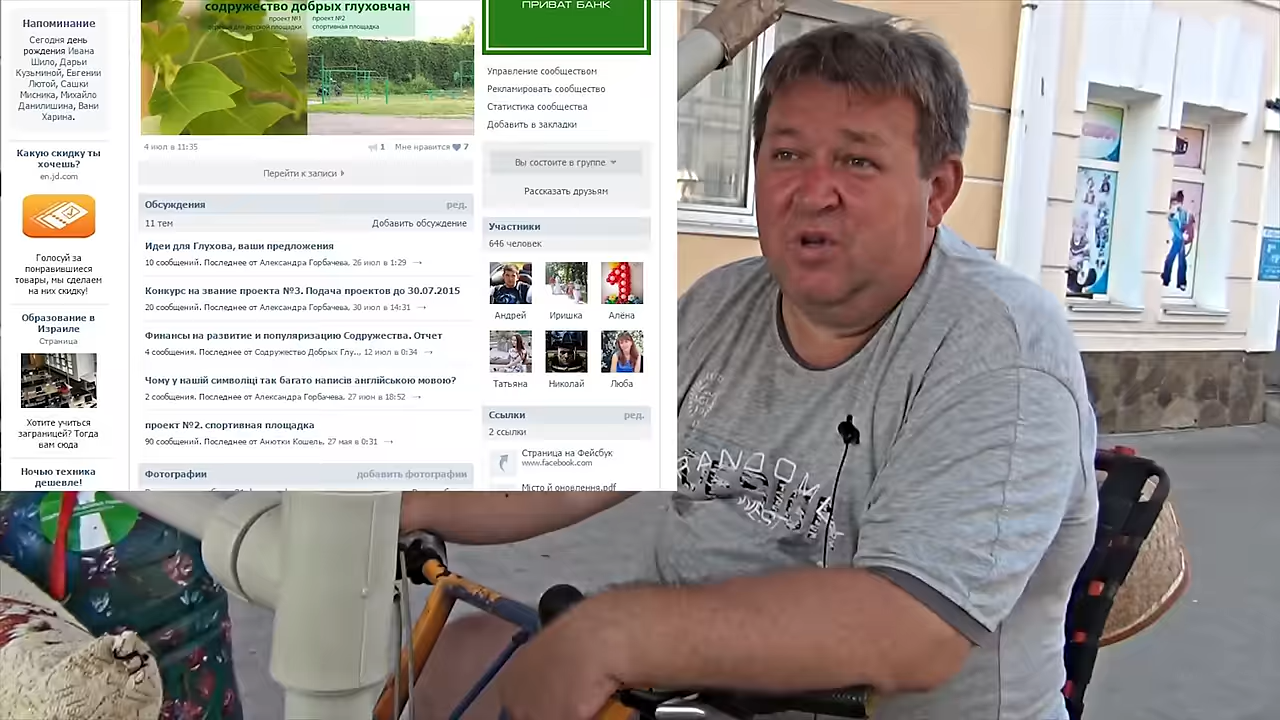 Напоминание
Сегодня день
рождения Ивана
Шило, Дарьи
Кузьминой, Евгении
Лютой, Сашки
Мисника, Михайло
Данилишина, Вани
Харина.
Какую скидку ты
хочешь?
en.jd.com
Голосуй за
понравившиеся
товары, мы сделаем
на них скидку!
Образование в
Израиле
Страница
Хотите учиться
заграницей? Тогда
вам сюда
Ночью техника
дешевле!
содружество добрых глуховчан
проект №1
проект №2
для детской площадки
спортивная площадка
4 июл в 11:35
1 Мне нравится 7
Перейти к записи
Обсуждения ред.
11 тем Добавить обсуждение
Идеи для Глухова, ваши предложения
10 сообщений. Последнее от Александра Горбачева, 26 июл в 1:29 →
Конкурс на звание проекта №3. Подача проектов до 30.07.2015
20 сообщений. Последнее от Александра Горбачева, 30 июл в 14:31 →
Финансы на развитие и популяризацию Содружества. Отчет
4 сообщения. Последнее от Содружество Добрых Глу..., 12 июл в 0:34 →
Чому у нашій символіці так багато написів англійською мовою?
2 сообщения. Последнее от Александра Горбачева, 27 июн в 18:52 →
проект №2. спортивная площадка
90 сообщений. Последнее от Анютки Кошель, 27 мая в 0:31 →
Фотографии добавить фотографии
ПРИВАТ БАНК
Управление сообществом
Рекламировать сообщество
Статистика сообщества
Добавить в закладки
Вы состоите в группе
Рассказать друзьям
Участники
646 человек
Андрей Иришка Алёна
Татьяна Николай Люба
Ссылки ред.
2 ссылки
Страница на Фейсбук
www.facebook.com
Місто й оновлення.pdf